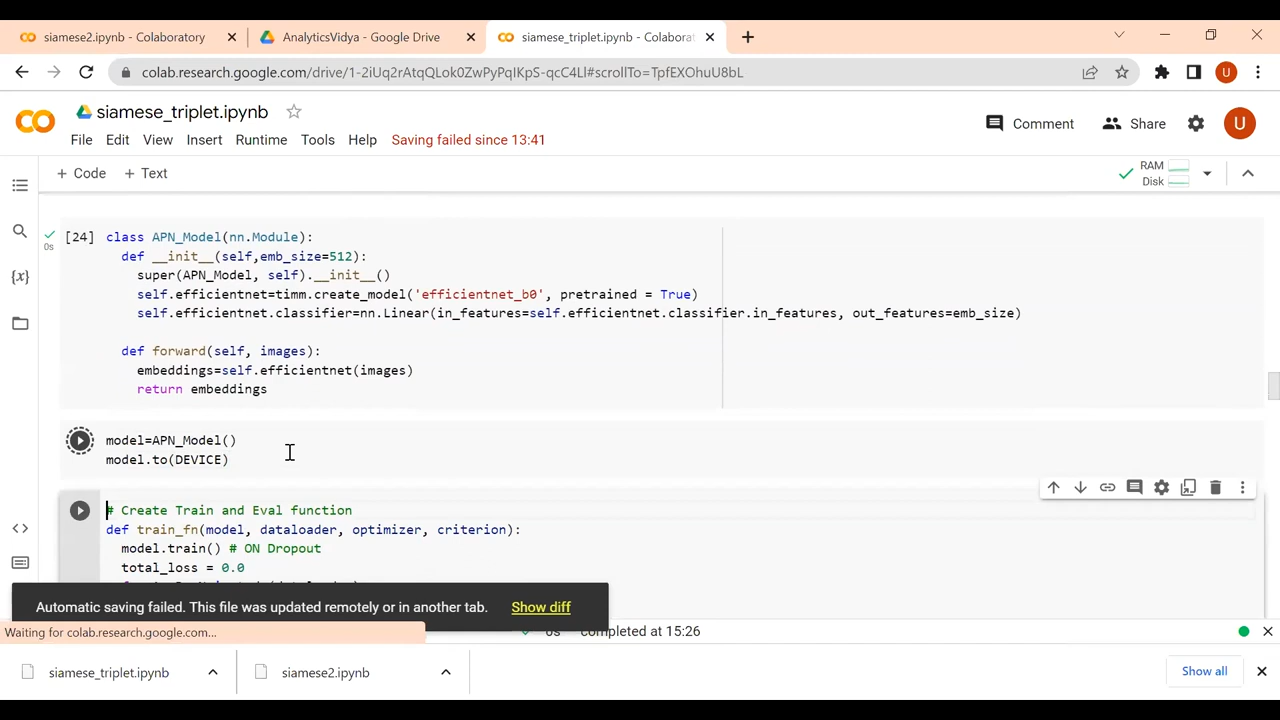 siamese2.ipynb - Colaboratory
AnalyticsVidya - Google Drive
siamese_triplet.ipynb - Colaborat
colab.research.google.com/drive/1-2iUq2rAtqQLok0ZwPyPqIKpS-qcC4Ll#scrollTo=TpfEXOhuU8bL
U
siamese_triplet.ipynb
Comment
Share
U
File Edit View Insert Runtime Tools Help Saving failed since 13:41
+ Code + Text
RAM
Disk
[24] class APN_Model(nn.Module):
0s
def __init__(self,emb_size=512):
super(APN_Model, self).__init__()
self.efficientnet=timm.create_model('efficientnet_b0', pretrained = True)
self.efficientnet.classifier=nn.Linear(in_features=self.efficientnet.classifier.in_features, out_features=emb_size)
def forward(self, images):
embeddings=self.efficientnet(images)
return embeddings
model=APN_Model()
model.to(DEVICE)
# Create Train and Eval function
def train_fn(model, dataloader, optimizer, criterion):
model.train() # ON Dropout
total_loss = 0.0
Automatic saving failed. This file was updated remotely or in another tab. Show diff
Waiting for colab.research.google.com...
0s completed at 15:26
siamese_triplet.ipynb
siamese2.ipynb
Show all